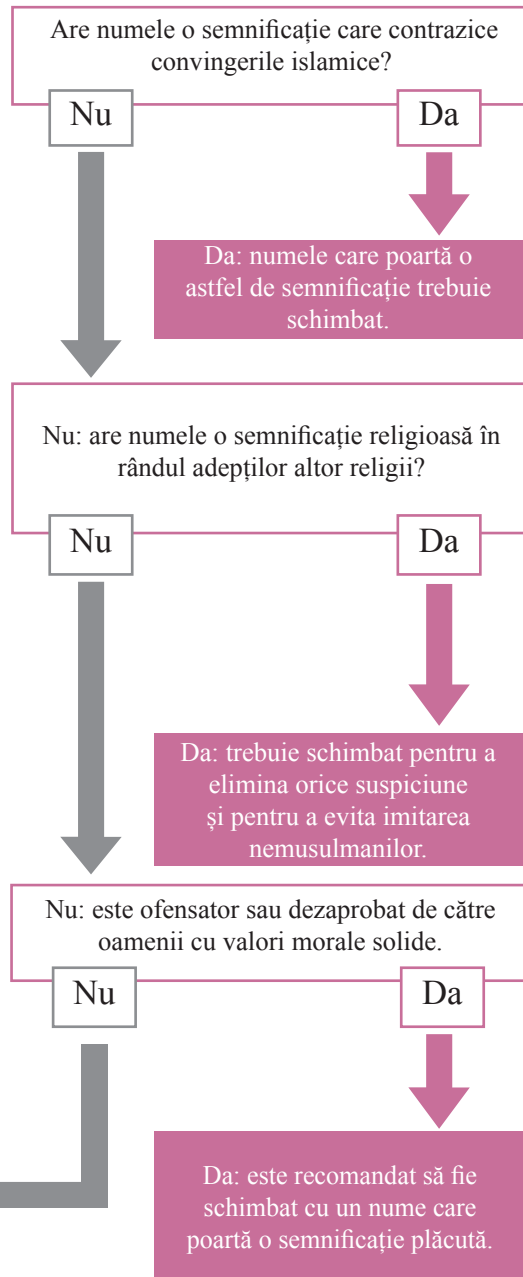 Are numele o semnificație care contrazice
convingerile islamice?
Nu
Da
Da: numele care poartă o
astfel de semnificație trebuie
schimbat.
Nu: are numele o semnificație religioasă în
rândul adepților altor religii?
Nu
Da
Da: trebuie schimbat pentru a
elimina orice suspiciune
și pentru a evita imitarea
nemusulmanilor.
Nu: este ofensator sau dezaprobat de către
oamenii cu valori morale solide.
Nu
Da
Da: este recomandat să fie
schimbat cu un nume care
poartă o semnificație plăcută.